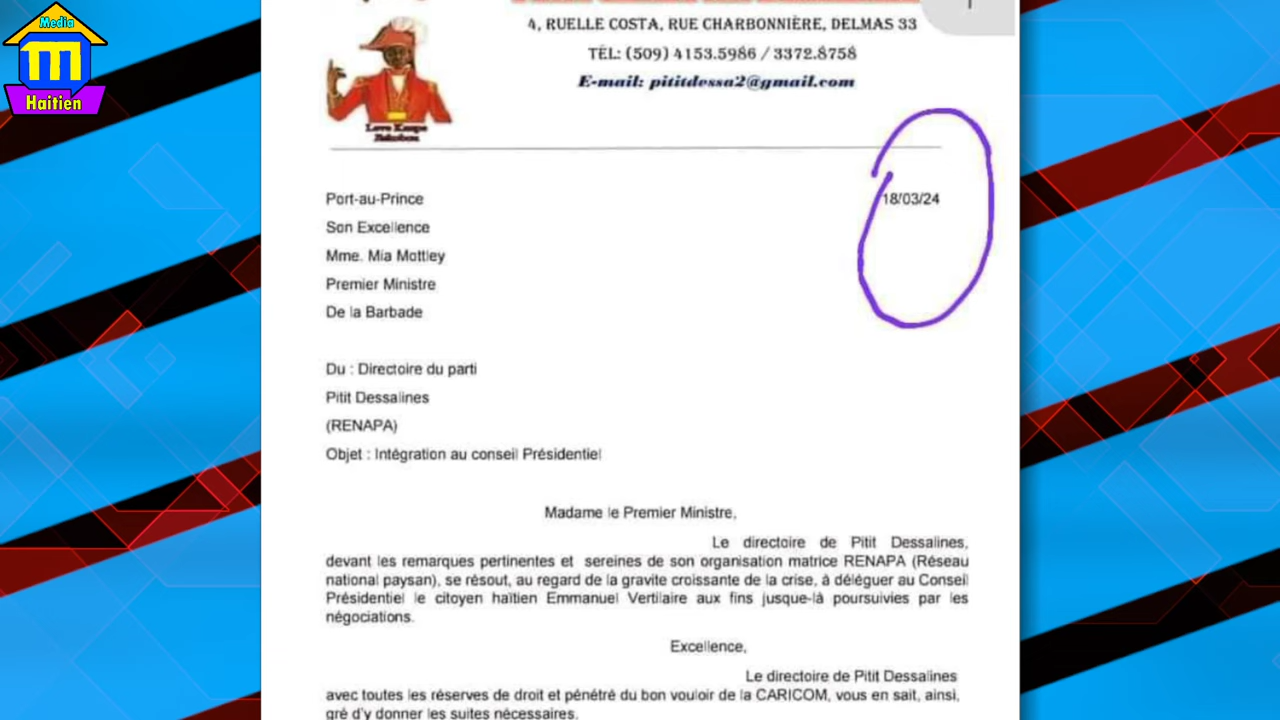 Media
Haitien
4, RUELLE COSTA, RUE CHARBONNIÈRE, DELMAS 33
TÉL: (509) 4153.5986 / 3372.8758
E-mail: pititdessa2@gmail.com
18/03/24
Port-au-Prince
Son Excellence
Mme. Mia Mottley
Premier Ministre
De la Barbade
Du : Directoire du parti
Pitit Dessalines
(RENAPA)
Objet : Intégration au conseil Présidentiel
Madame le Premier Ministre,
Le directoire de Pitit Dessalines,
devant les remarques pertinentes et sereines de son organisation matrice RENAPA (Réseau
national paysan), se résout, au regard de la gravite croissante de la crise, à déléguer au Conseil
Présidentiel le citoyen haïtien Emmanuel Vertilaire aux fins jusque-là poursuivies par les
négociations.
Excellence,
Le directoire de Pitit Dessalines
avec toutes les réserves de droit et pénétré du bon vouloir de la CARICOM, vous en sait, ainsi,
gré d'y donner les suites nécessaires.